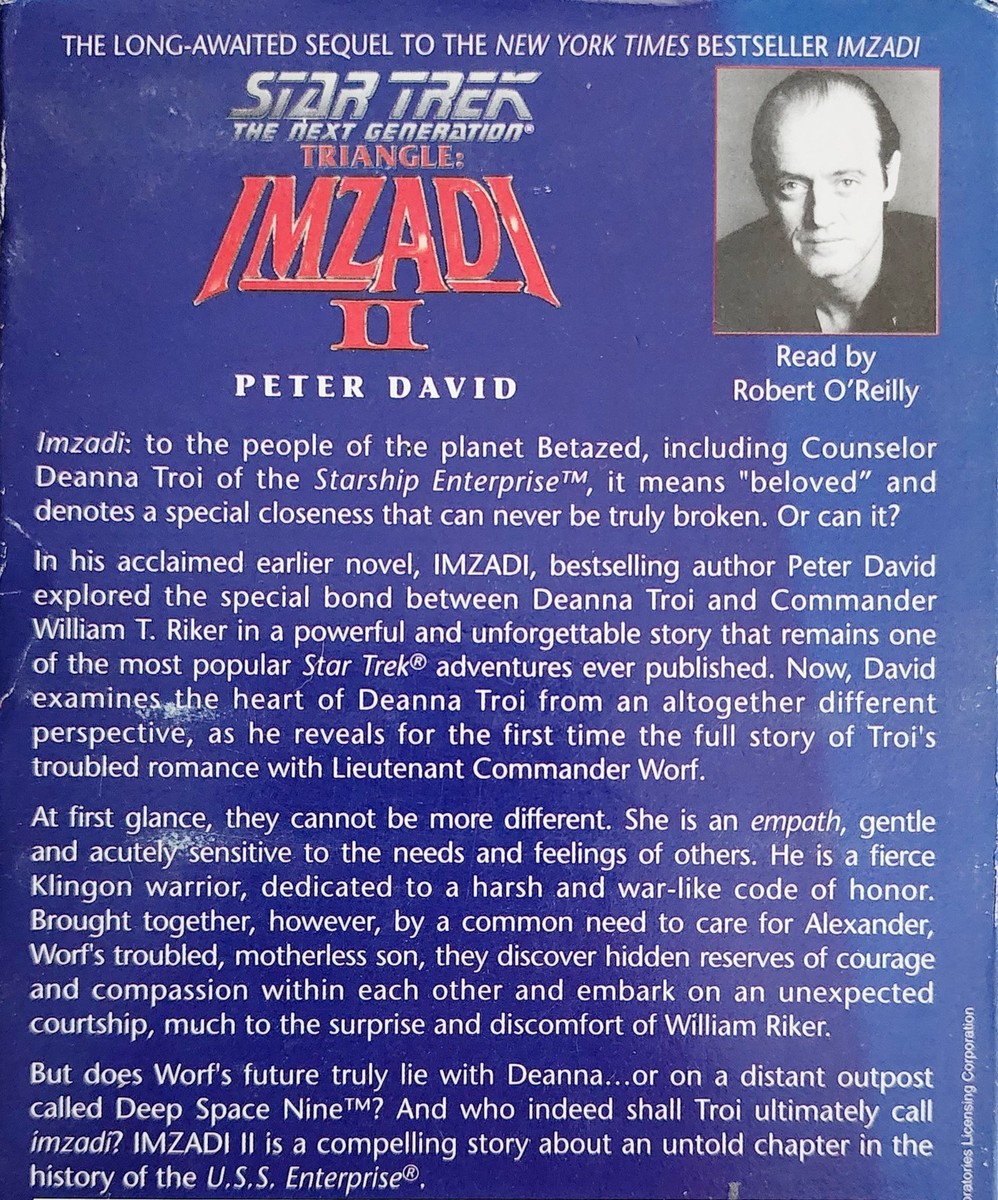 THE LONG-AWAITED SEQUEL TO THE NEW YORK TIMES BESTSELLER IMZADI
STAR TREK
THE NEXT GENERATION®
TRIANGLE:
IMZADI
II
PETER DAVID
Read by
Robert O'Reilly
Imzadi: to the people of the planet Betazed, including Counselor
Deanna Troi of the Starship Enterprise™, it means "beloved” and
denotes a special closeness that can never be truly broken. Or can it?
In his acclaimed earlier novel, IMZADI, bestselling author Peter David
explored the special bond between Deanna Troi and Commander
William T. Riker in a powerful and unforgettable story that remains one
of the most popular Star Trek® adventures ever published. Now, David
examines the heart of Deanna Troi from an altogether different
perspective, as he reveals for the first time the full story of Troi's
troubled romance with Lieutenant Commander Worf.
At first glance, they cannot be more different. She is an empath, gentle
and acutely sensitive to the needs and feelings of others. He is a fierce
Klingon warrior, dedicated to a harsh and war-like code of honor.
Brought together, however, by a common need to care for Alexander,
Worf's troubled, motherless son, they discover hidden reserves of courage
and compassion within each other and embark on an unexpected
courtship, much to the surprise and discomfort of William Riker.
But does Worf's future truly lie with Deanna...or on a distant outpost
called Deep Space Nine™? And who indeed shall Troi ultimately call
imzadi? IMZADI II is a compelling story about an untold chapter in the
history of the U.S.S. Enterprise®.
Licensing Corporation